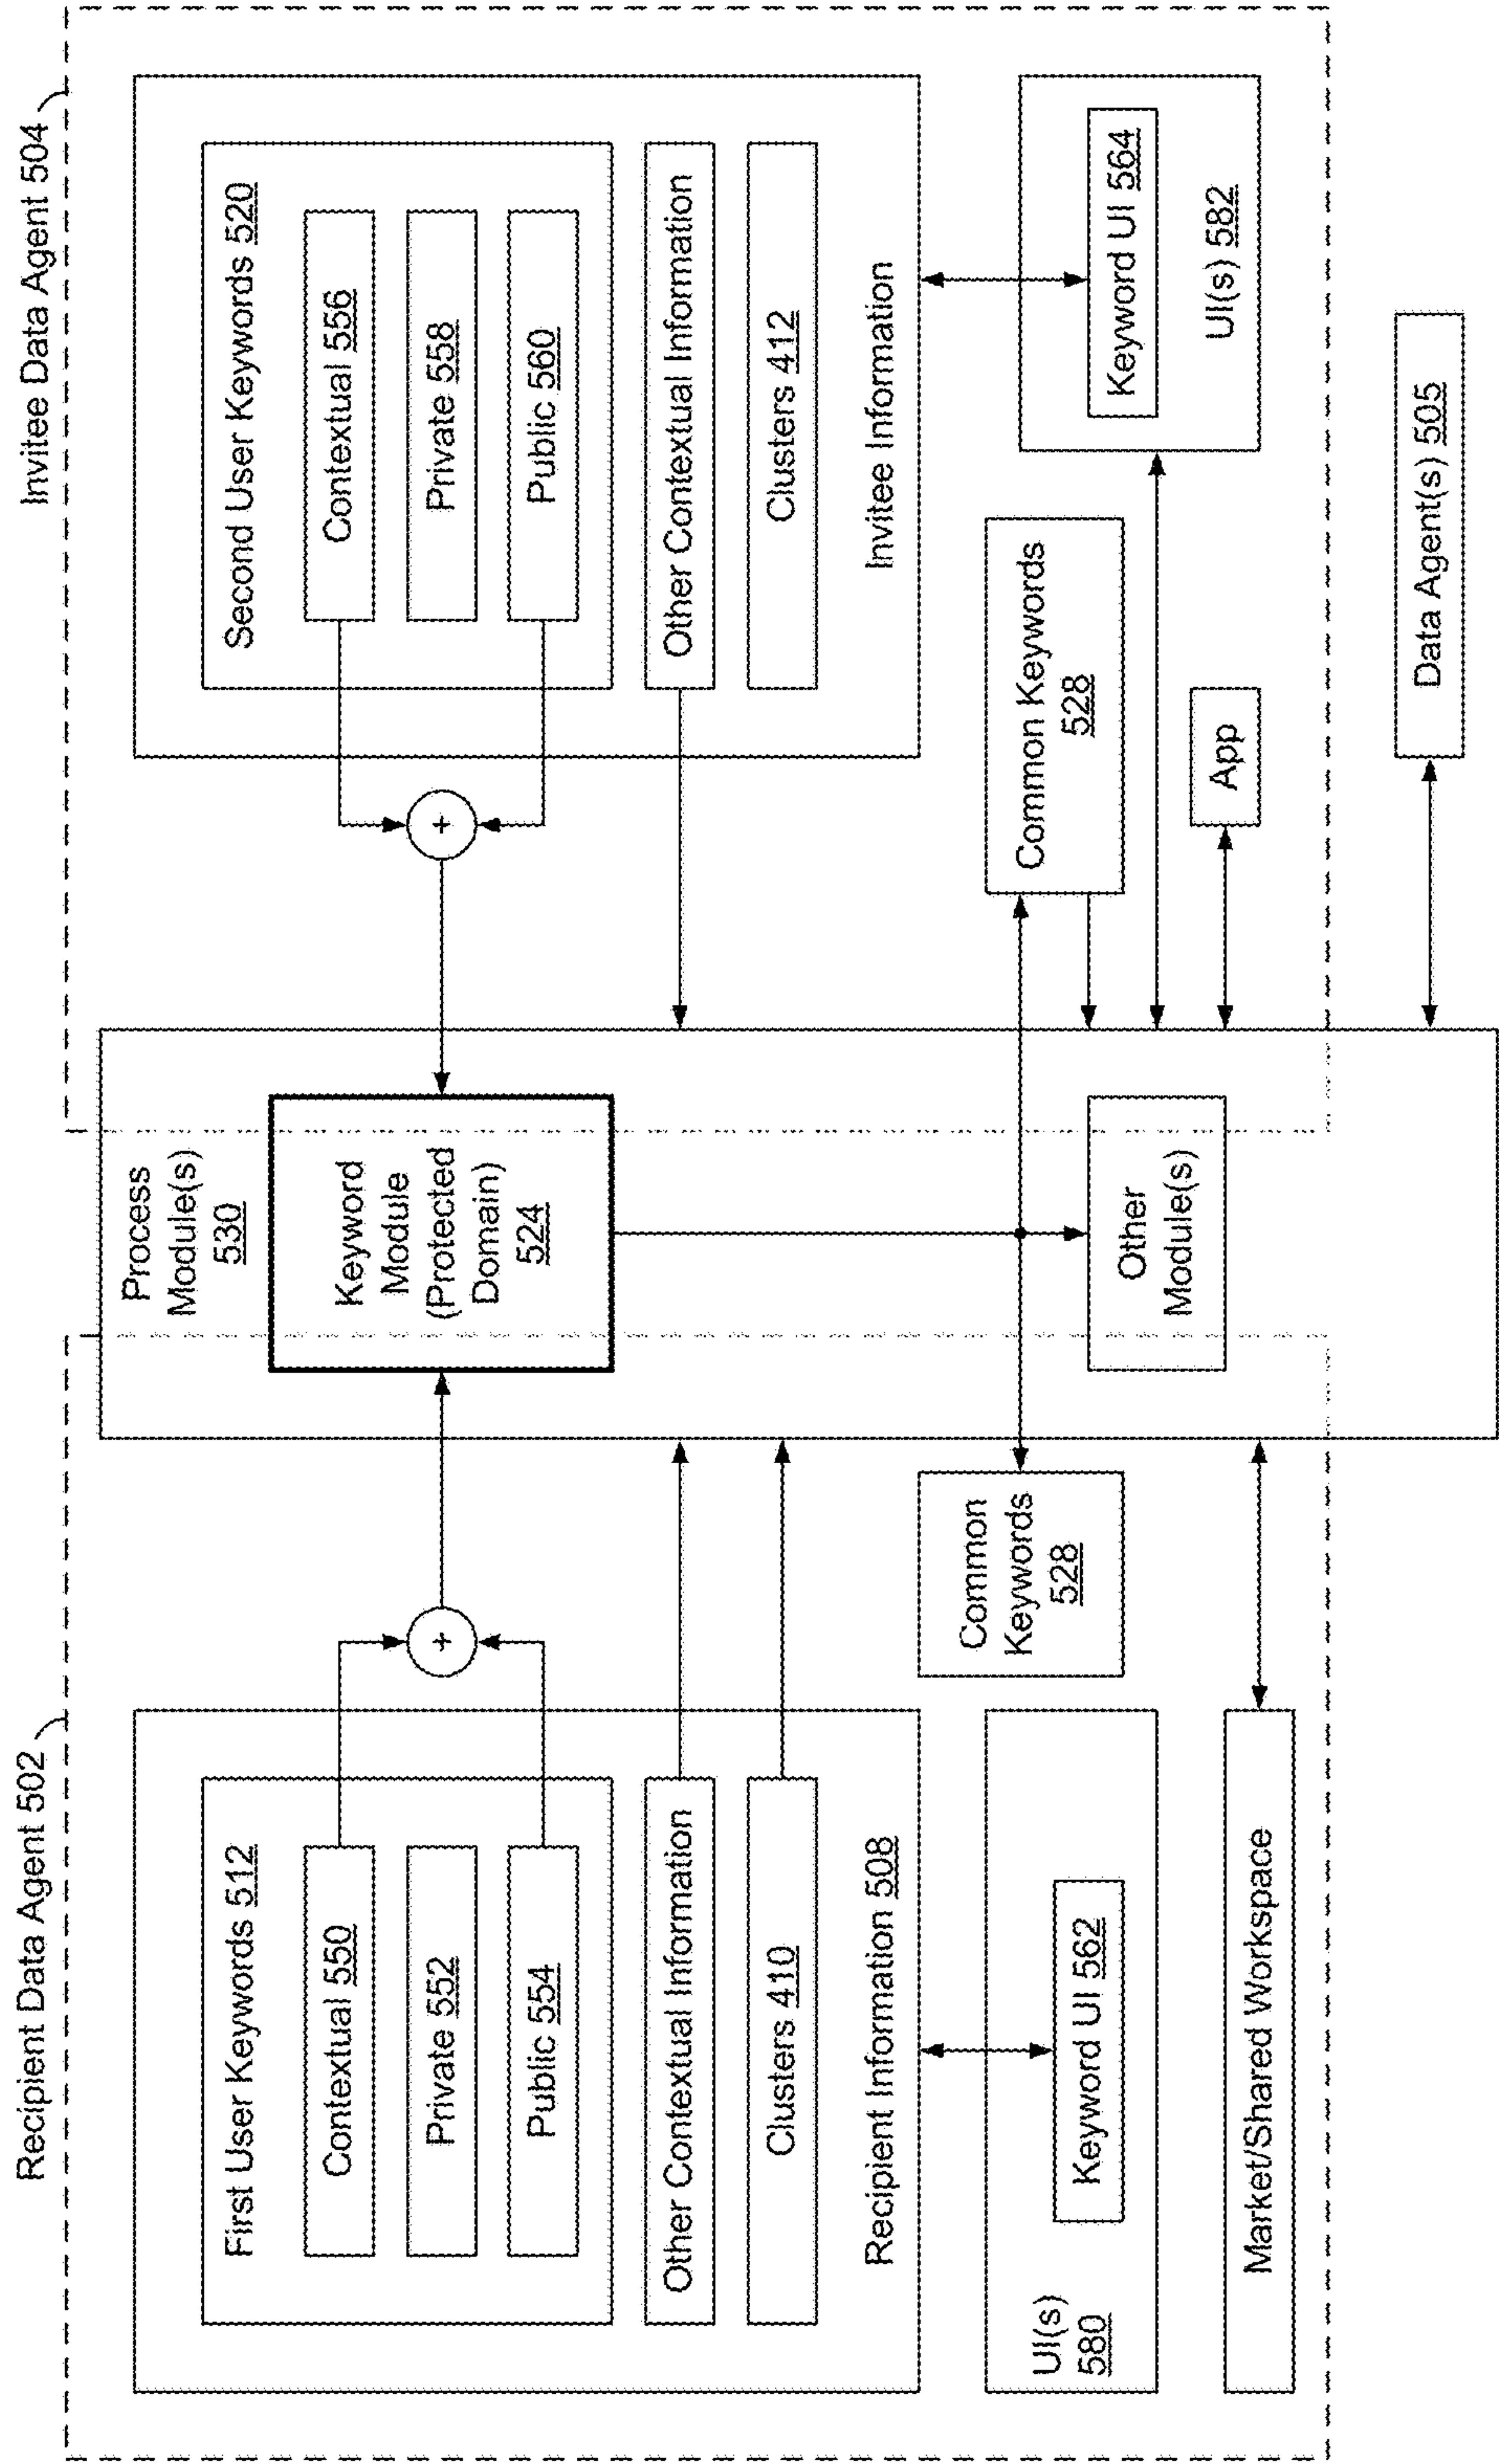 Recipient Data Agent 502
First User Keywords 512
Contextual 550
Private 552
Public 554
Other Contextual Information
Clusters 410
Recipient Information 508
Keyword UI 562
UI(s)
580
Market/Shared Workspace
+
Common
Keywords
528
Process
Module(s)
530
Keyword
Module
(Protected
Domain)
524
Other
Module(s)
Invitee Data Agent 504
+
Second User Keywords 520
Contextual 556
Private 558
Public 560
Other Contextual Information
Clusters 412
Invitee Information
Common Keywords
528
Keyword UI 564
UI(s) 582
App
Data Agent(s) 505